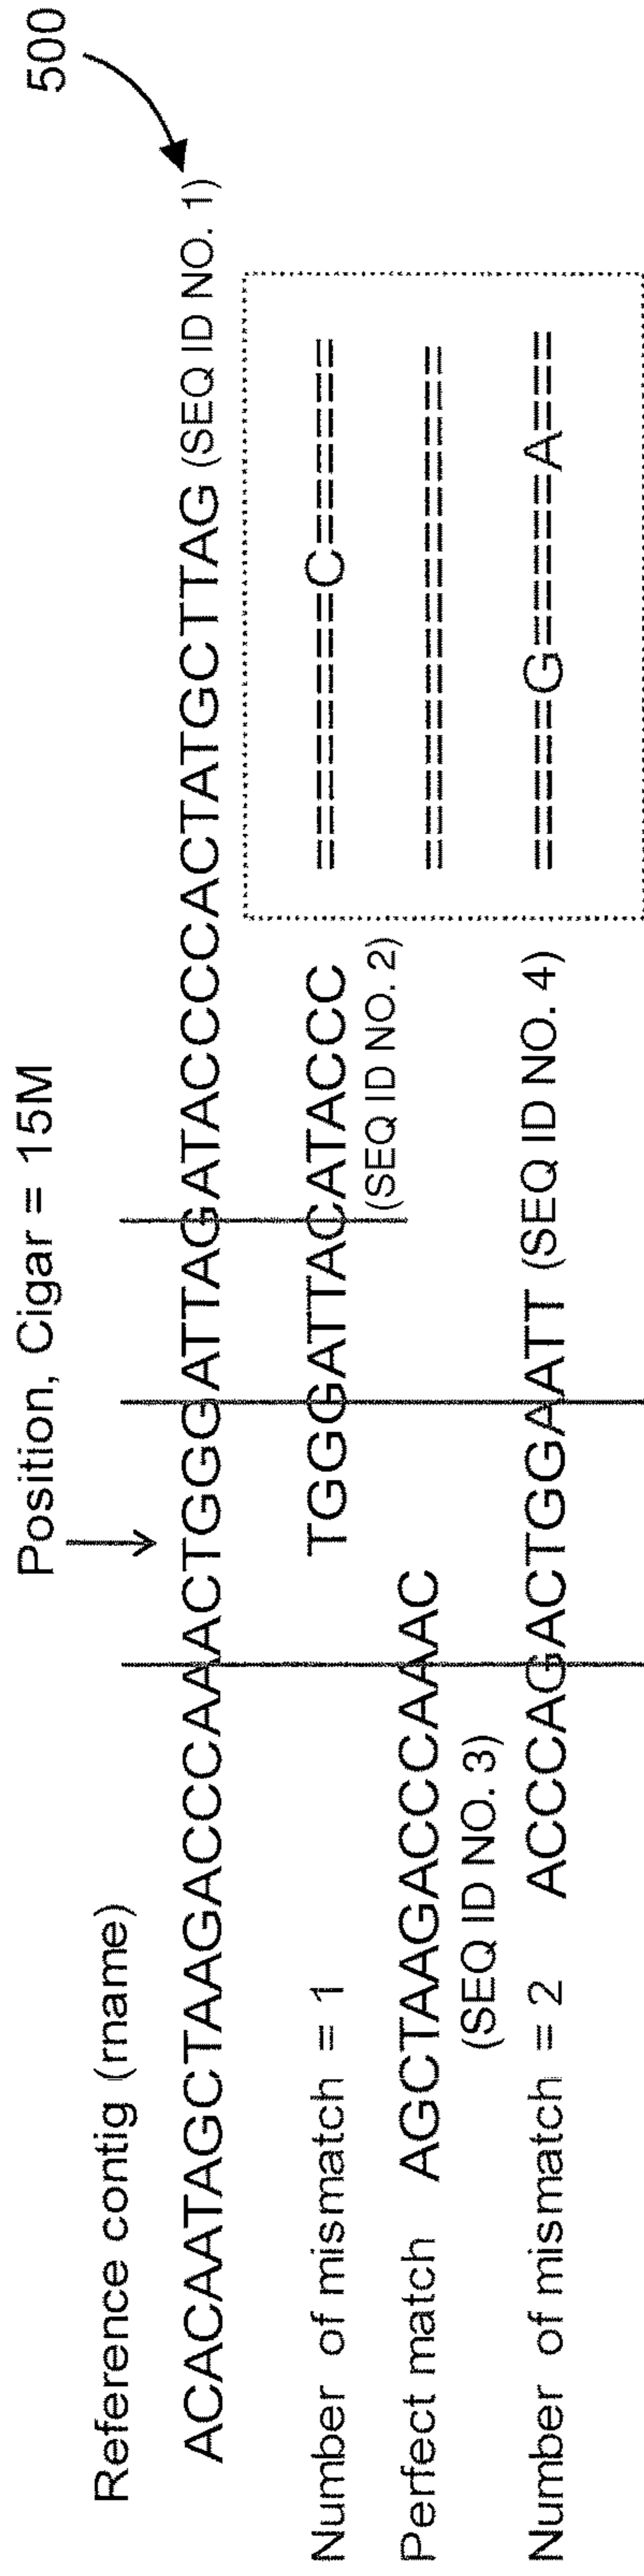 500
Position, Cigar = 15M
Reference contig (rname)
ACACAATAGCTAAGACCCAAACTGGGATTAGATACCCCACTATGCTTAG (SEQ ID NO. 1)
Number of mismatch = 1 TGGGATTACATACCC ========C======
(SEQ ID NO. 2)
Perfect match AGCTAAGACCCAAAC ===============
(SEQ ID NO. 3)
Number of mismatch = 2 ACCCAGACTGGAATT (SEQ ID NO. 4) =====G=====A===